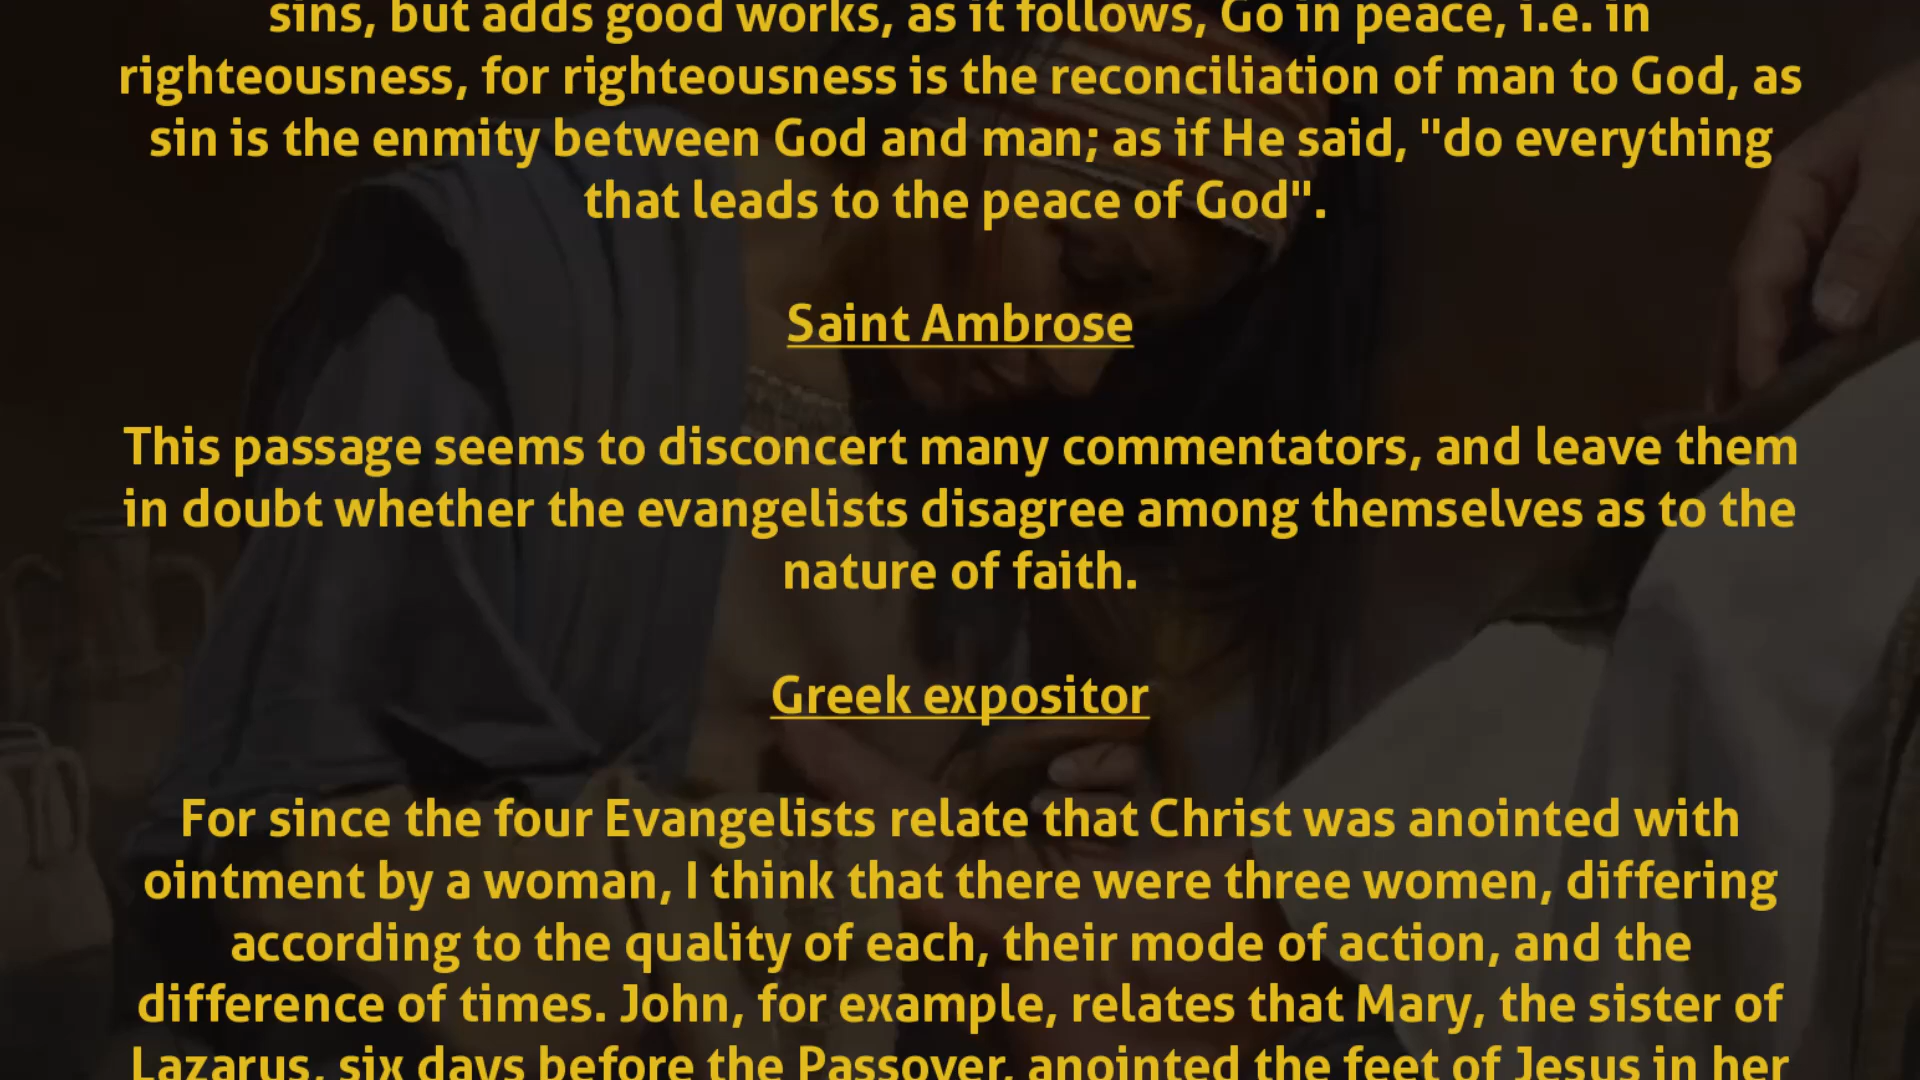 sins, but adds good works, as it follows, Go in peace, i.e. in
righteousness, for righteousness is the reconciliation of man to God, as
sin is the enmity between God and man; as if He said, "do everything
that leads to the peace of God".
Saint Ambrose
This passage seems to disconcert many commentators, and leave them
in doubt whether the evangelists disagree among themselves as to the
nature of faith.
Greek expositor
For since the four Evangelists relate that Christ was anointed with
ointment by a woman, I think that there were three women, differing
according to the quality of each, their mode of action, and the
difference of times. John, for example, relates that Mary, the sister of
Lazarus, six days before the Passover, anointed the feet of Jesus in her